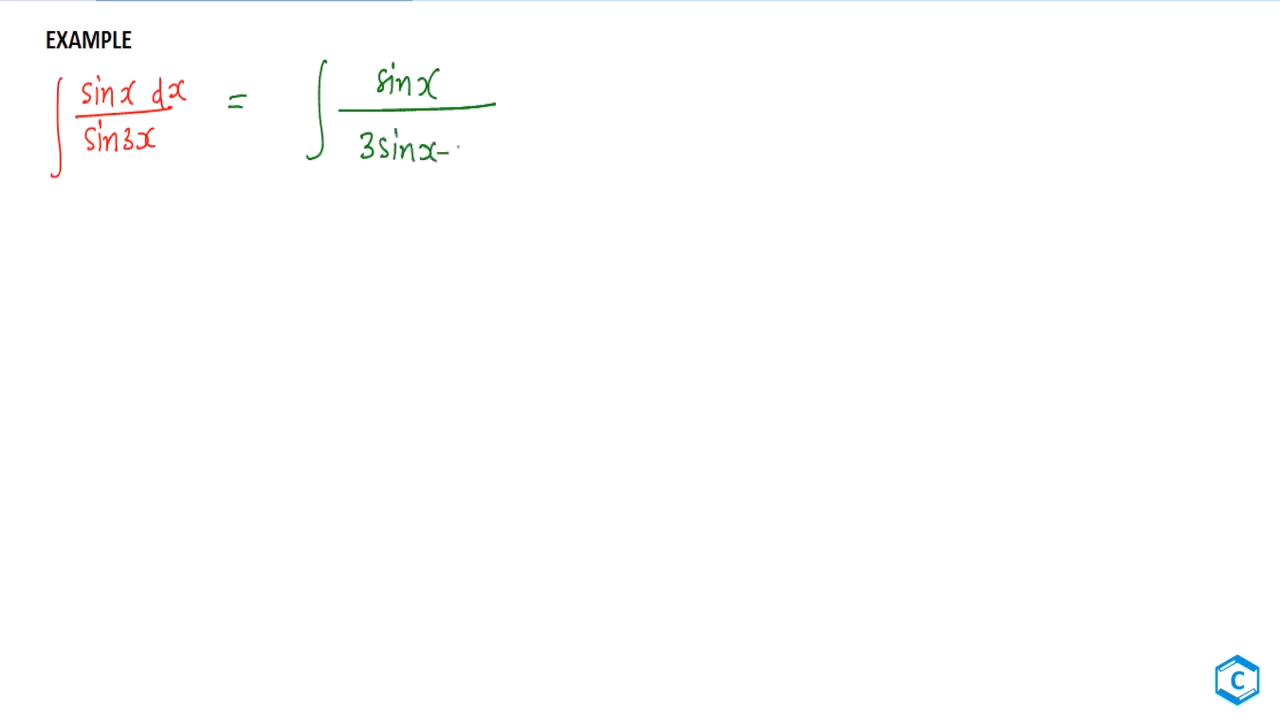 EXAMPLE
∫ sinx dx / sin3x = ∫ sinx / 3sinx-
C